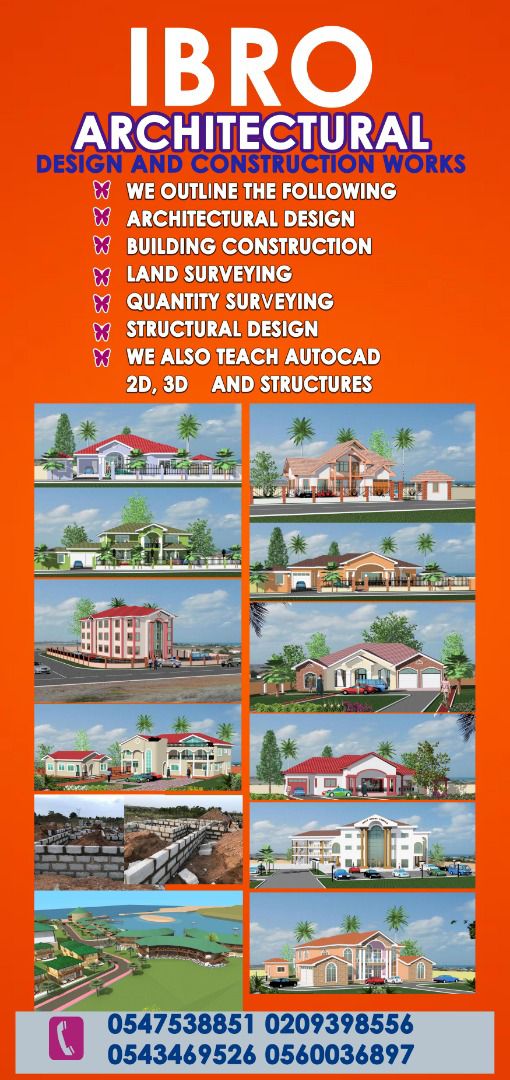 IBRO
ARCHITECTURAL
DESIGN AND CONSTRUCTION WORKS
WE OUTLINE THE FOLLOWING
ARCHITECTURAL DESIGN
BUILDING CONSTRUCTION
LAND SURVEYING
QUANTITY SURVEYING
STRUCTURAL DESIGN
WE ALSO TEACH AUTOCAD
2D, 3D AND STRUCTURES
0547538851 0209398556
0543469526 0560036897